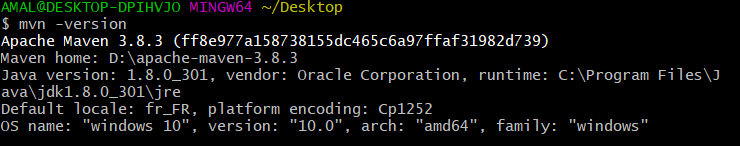 AMAL@DESKTOP-DPIHVJO MINGW64 ~/Desktop
$ mvn -version
Apache Maven 3.8.3 (ff8e977a158738155dc465c6a97ffaf31982d739)
Maven home: D:\apache-maven-3.8.3
Java version: 1.8.0_301, vendor: Oracle Corporation, runtime: C:\Program Files\J
ava\jdk1.8.0_301\jre
Default locale: fr_FR, platform encoding: Cp1252
OS name: "windows 10", version: "10.0", arch: "amd64", family: "windows"